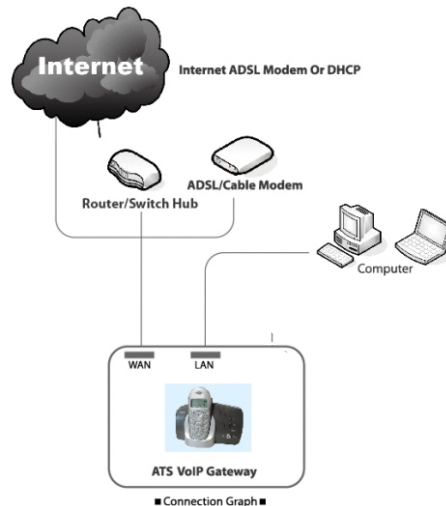 Internet
Internet ADSL Modem Or DHCP
ADSL/Cable Modem
Router/Switch Hub
Computer
WAN LAN
ATS VoIP Gateway
■ Connection Graph ■